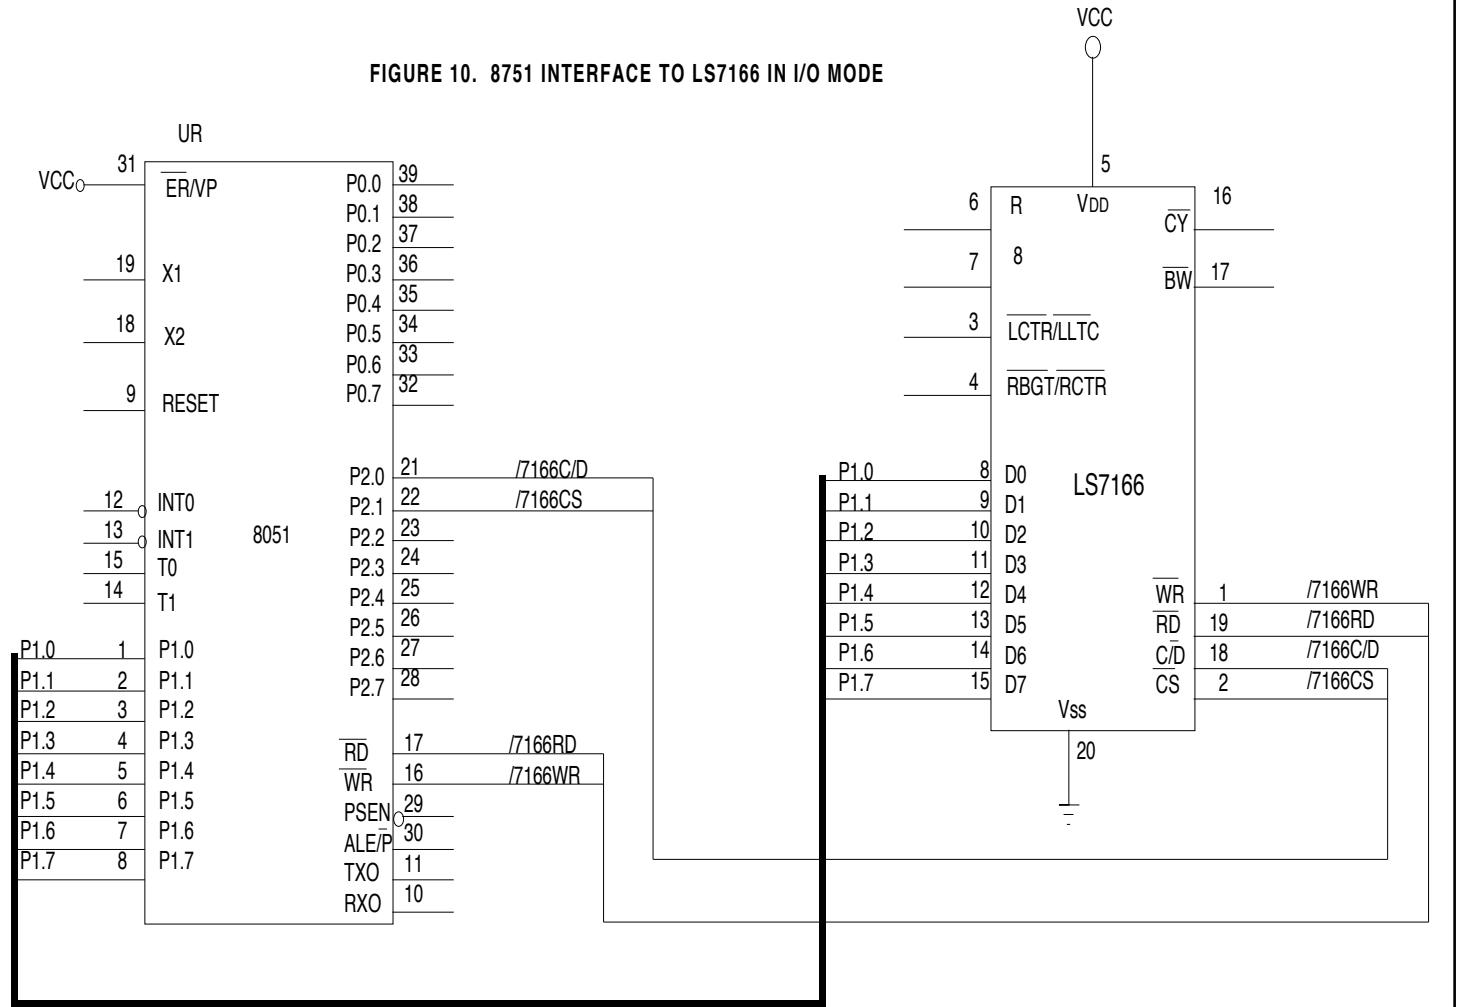 VCC
FIGURE 10. 8751 INTERFACE TO LS7166 IN I/O MODE
UR
VCC 31 ER/VP
19 X1
18 X2
9 RESET
12 INT0
13 INT1
15 T0
14 T1
8051
P1.0 1 P1.0
P1.1 2 P1.1
P1.2 3 P1.2
P1.3 4 P1.3
P1.4 5 P1.4
P1.5 6 P1.5
P1.6 7 P1.6
P1.7 8 P1.7
P0.0 39
P0.1 38
P0.2 37
P0.3 36
P0.4 35
P0.5 34
P0.6 33
P0.7 32
P2.0 21 /7166C/D
P2.1 22 /7166CS
P2.2 23
P2.3 24
P2.4 25
P2.5 26
P2.6 27
P2.7 28
RD 17 /7166RD
WR 16 /7166WR
PSEN 29
ALE/P 30
TXO 11
RXO 10
5
VDD
6 R
7 8
3 LCTR/LLTC
4 RBGT/RCTR
CY 16
BW 17
LS7166
P1.0 8 D0
P1.1 9 D1
P1.2 10 D2
P1.3 11 D3
P1.4 12 D4
P1.5 13 D5
P1.6 14 D6
P1.7 15 D7
WR 1 /7166WR
RD 19 /7166RD
C/D 18 /7166C/D
CS 2 /7166CS
Vss
20